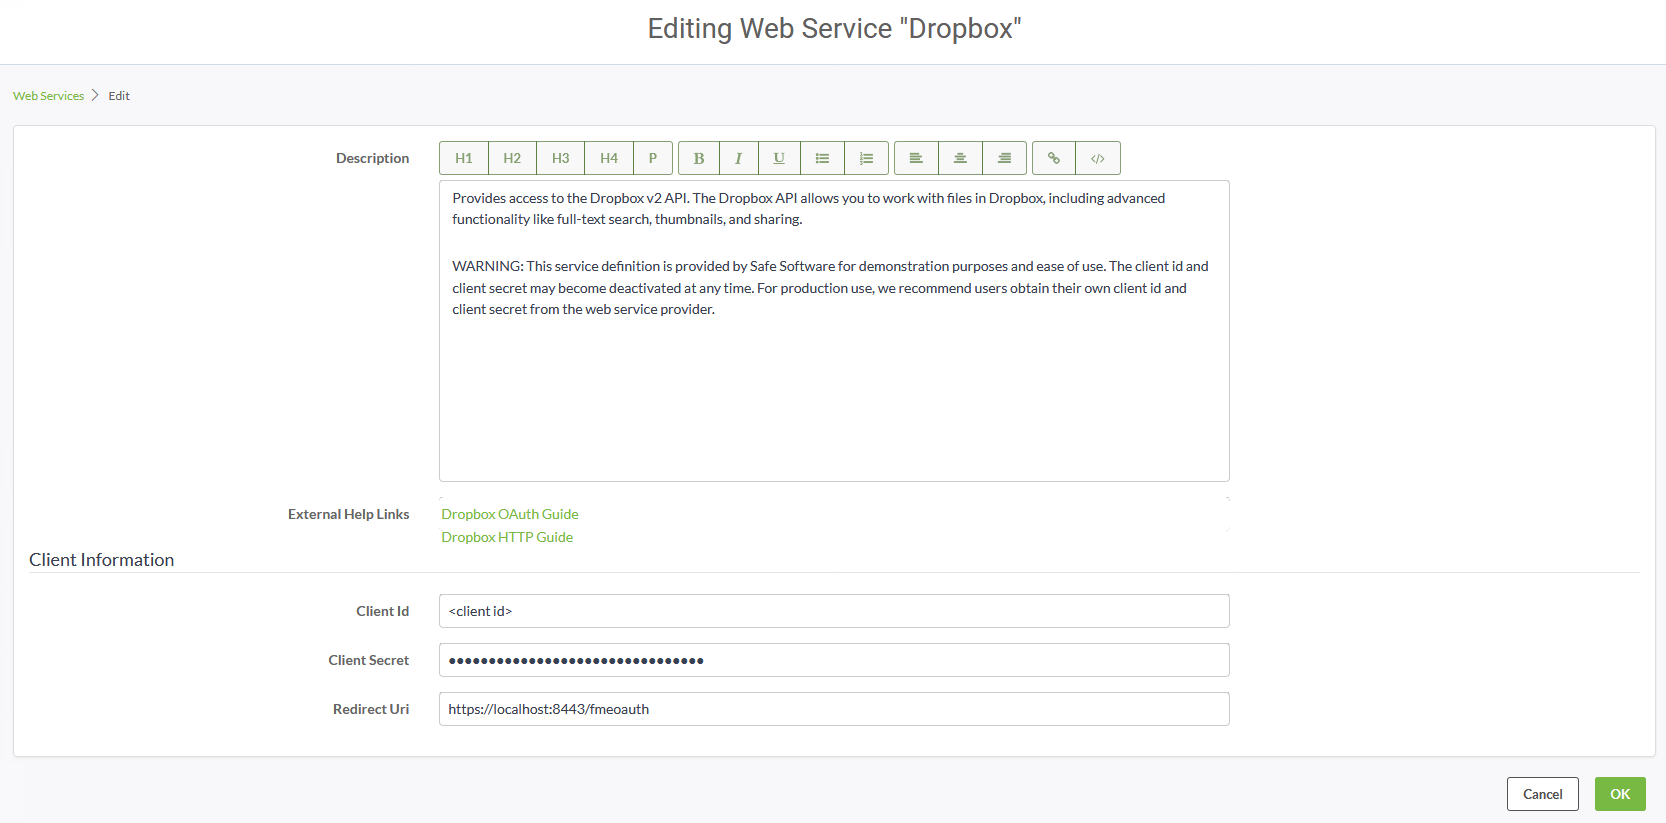 Editing Web Service "Dropbox"
Web Services > Edit
Description
H1 H2 H3 H4 P B I U </>
Provides access to the Dropbox v2 API. The Dropbox API allows you to work with files in Dropbox, including advanced
functionality like full-text search, thumbnails, and sharing.
WARNING: This service definition is provided by Safe Software for demonstration purposes and ease of use. The client id and
client secret may become deactivated at any time. For production use, we recommend users obtain their own client id and
client secret from the web service provider.
External Help Links
Dropbox OAuth Guide
Dropbox HTTP Guide
Client Information
Client Id
<client id>
Client Secret
••••••••••••••••••••••••••••••••
Redirect Uri
https://localhost:8443/fmeoauth
Cancel
OK